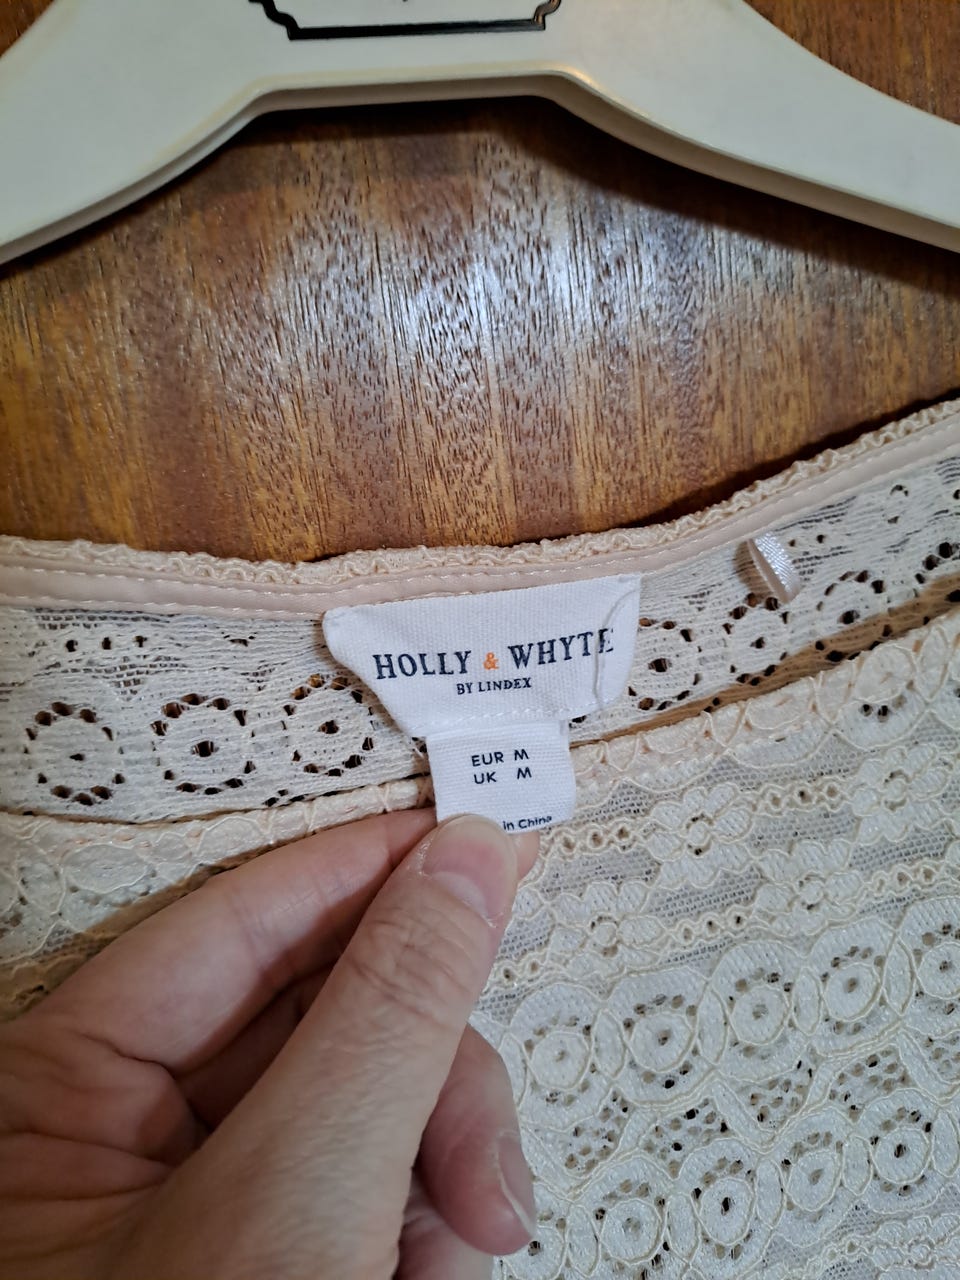 HOLLY & WHYTE
BY LINDEX
EUR M
UK M
in China